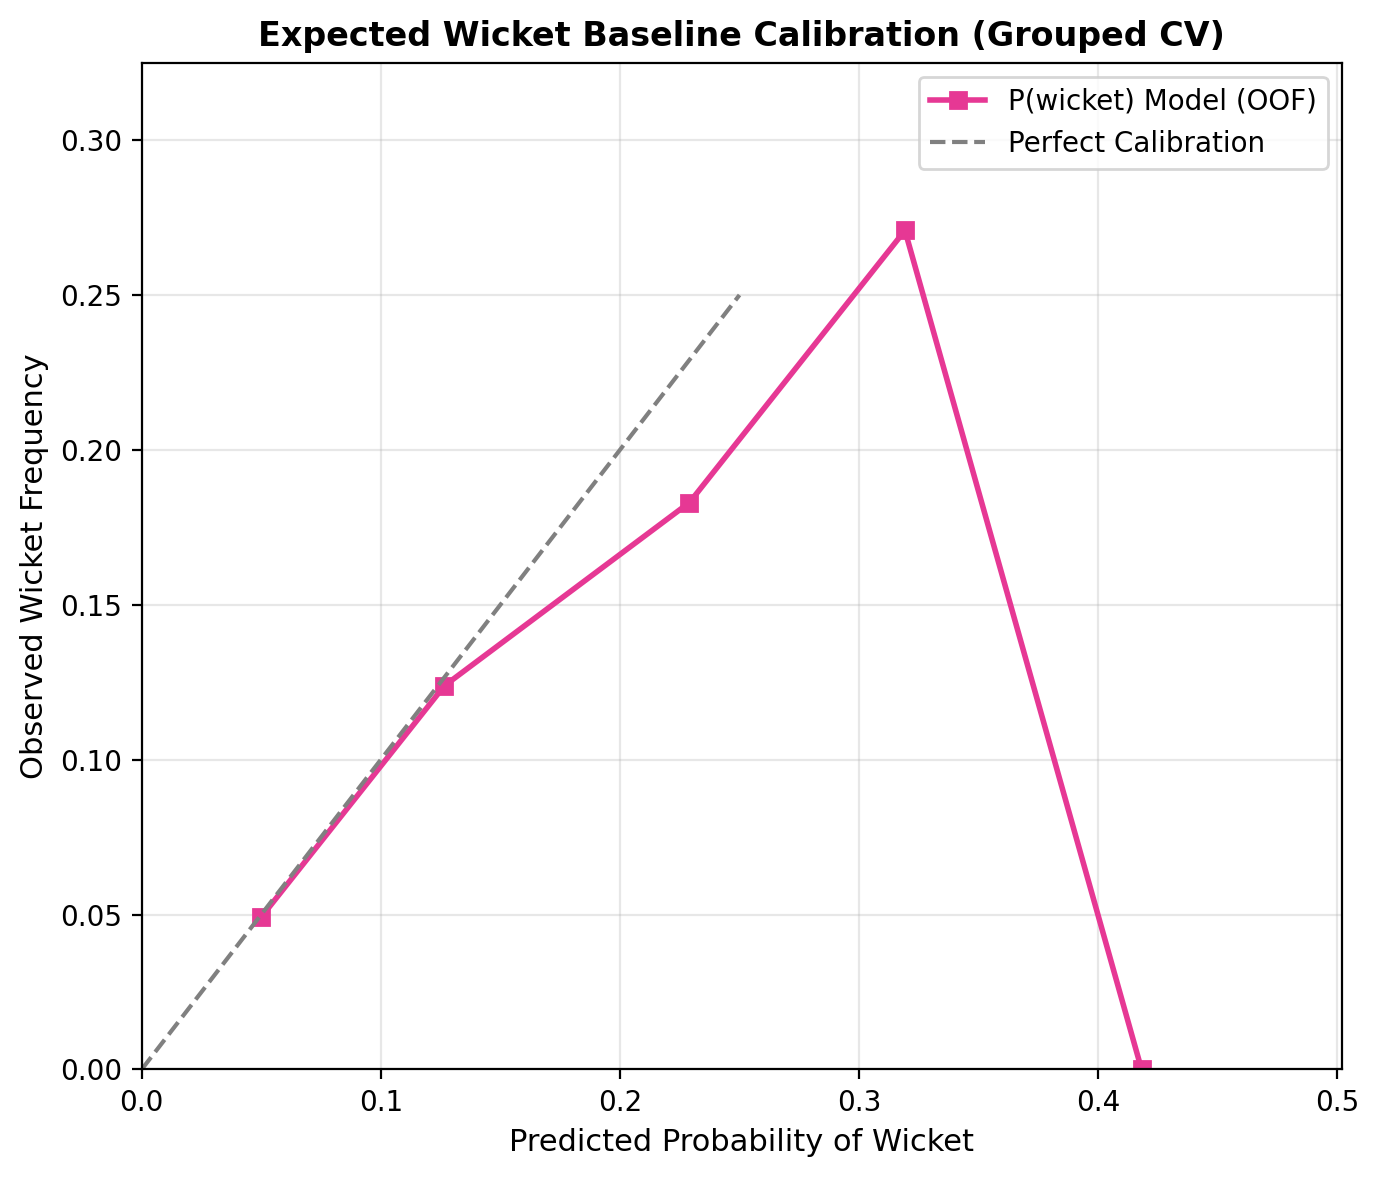 Expected Wicket Baseline Calibration (Grouped CV)
P(wicket) Model (OOF)
Perfect Calibration
Observed Wicket Frequency
0.30
0.25
0.20
0.15
0.10
0.05
0.00
0.0 0.1 0.2 0.3 0.4 0.5
Predicted Probability of Wicket